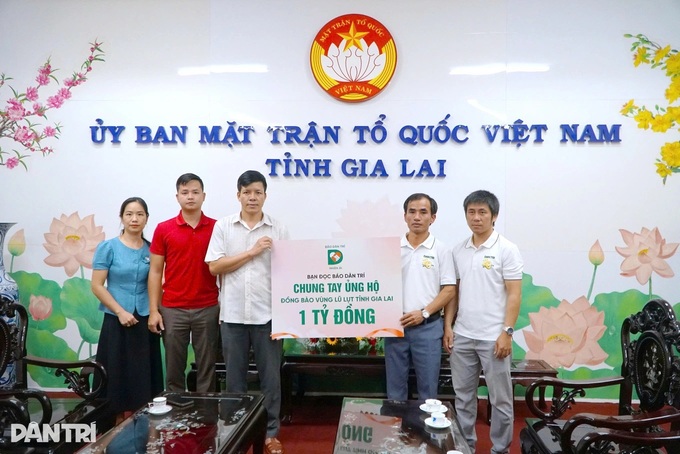 MẶT TRẬN TỔ QUỐC
VIỆT NAM
ỦY BAN MẶT TRẬN TỔ QUỐC VIỆT NAM
TỈNH GIA LAI
BẠN ĐỌC BÁO DÂN TRÍ
CHUNG TAY ỦNG HỘ
ĐỒNG BÀO VÙNG LŨ LỤT TỈNH GIA LAI
1 TỶ ĐỒNG
DÂN TRÍ